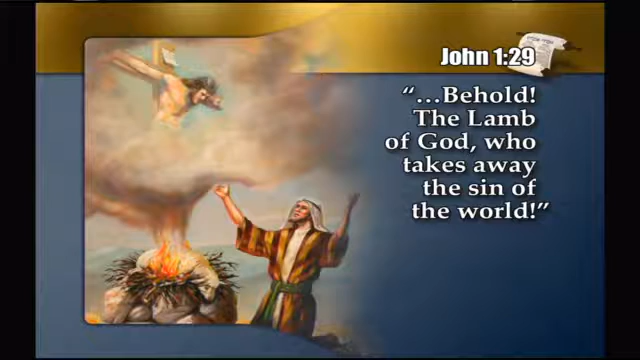 John 1:29
“…Behold!
The Lamb
of God, who
takes away
the sin of
the world!”